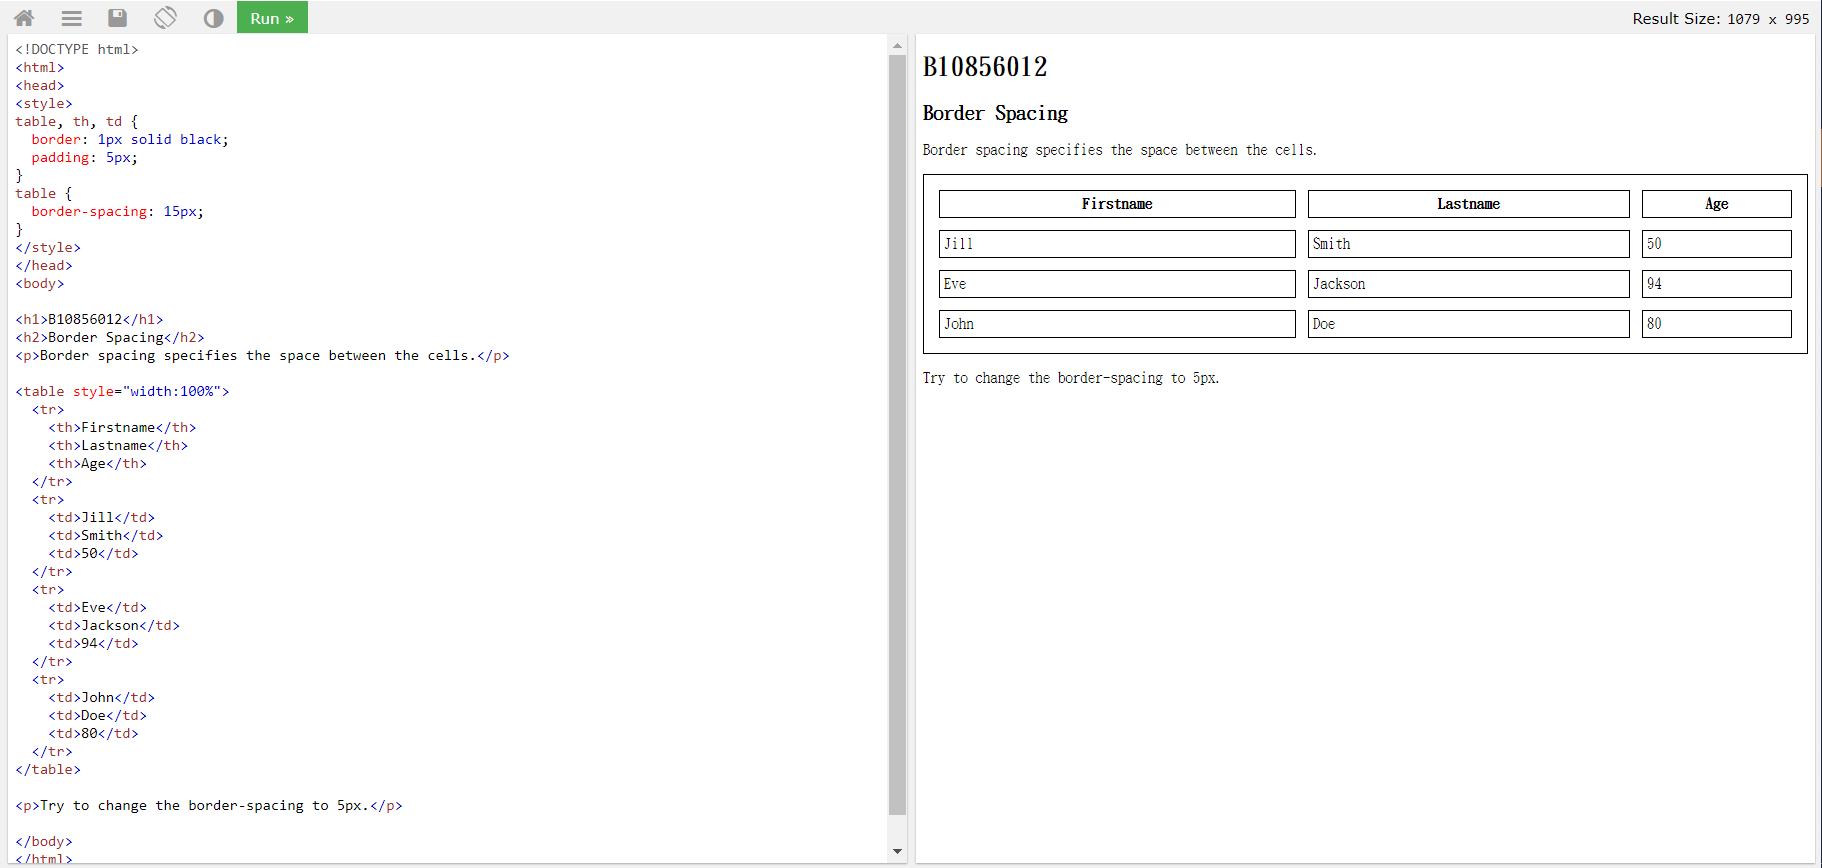 Run »
Result Size: 1079 x 995
<!DOCTYPE html>
<html>
<head>
<style>
table, th, td {
  border: 1px solid black;
  padding: 5px;
}
table {
  border-spacing: 15px;
}
</style>
</head>
<body>

<h1>B10856012</h1>
<h2>Border Spacing</h2>
<p>Border spacing specifies the space between the cells.</p>

<table style="width:100%">
  <tr>
    <th>Firstname</th>
    <th>Lastname</th>
    <th>Age</th>
  </tr>
  <tr>
    <td>Jill</td>
    <td>Smith</td>
    <td>50</td>
  </tr>
  <tr>
    <td>Eve</td>
    <td>Jackson</td>
    <td>94</td>
  </tr>
  <tr>
    <td>John</td>
    <td>Doe</td>
    <td>80</td>
  </tr>
</table>

<p>Try to change the border-spacing to 5px.</p>

</body>
</html>
B10856012
Border Spacing
Border spacing specifies the space between the cells.
Firstname Lastname Age
Jill Smith 50
Eve Jackson 94
John Doe 80
Try to change the border-spacing to 5px.